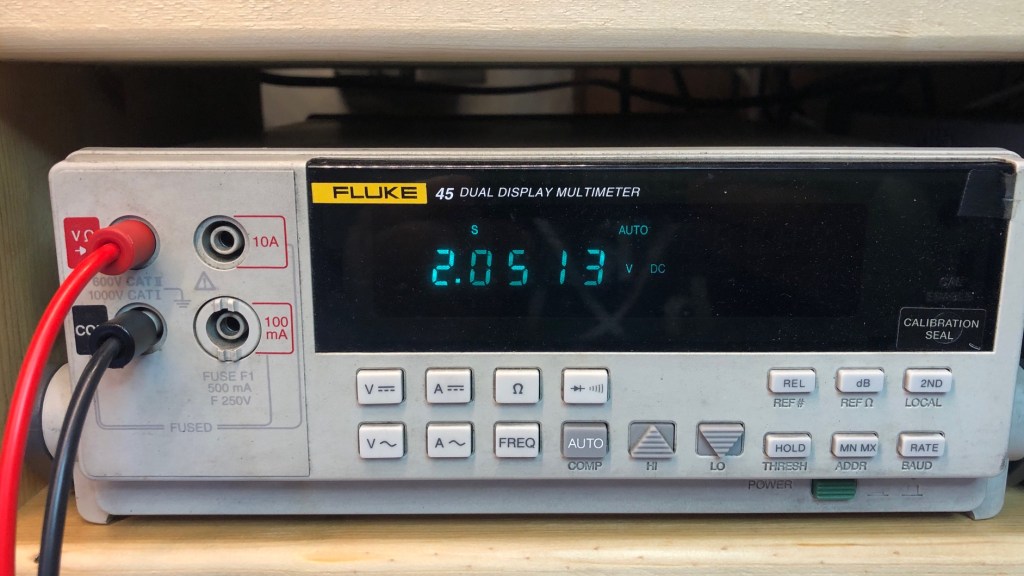 FLUKE 45 DUAL DISPLAY MULTIMETER
S AUTO
2.0513 V DC
VΩ
10A
600V CAT II
1000V CAT I
100
mA
FUSE F1
500 mA
F 250V
FUSED
CALIBRATION
SEAL
V A Ω REL dB 2ND
REF # REF Ω LOCAL
V A FREQ AUTO HOLD MN MX RATE
COMP HI LO THRESH ADDR BAUD
POWER